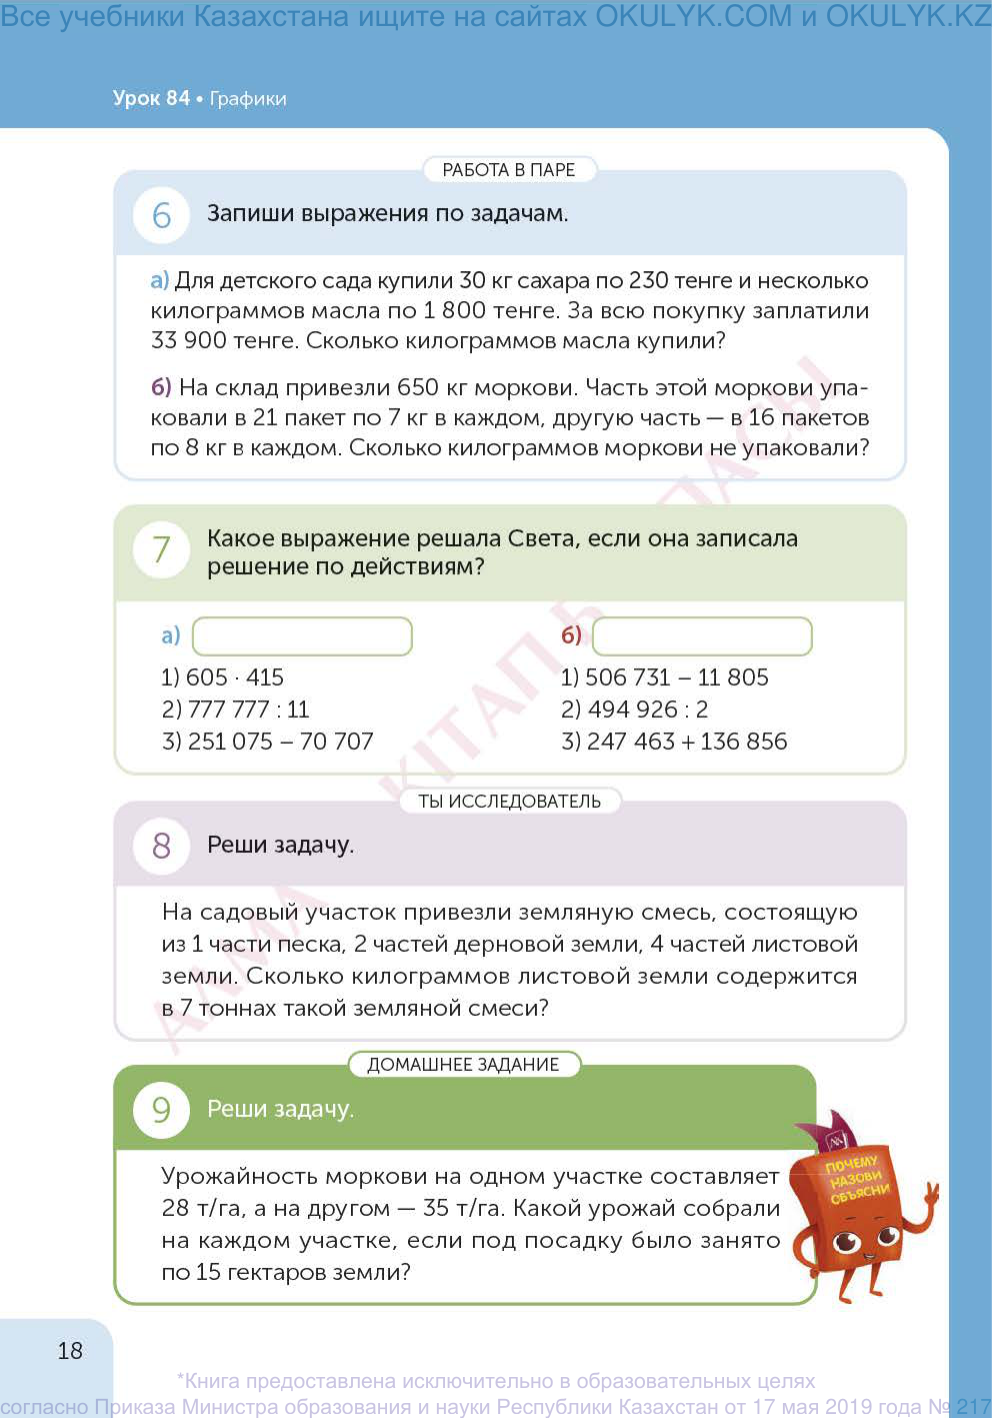 Все учебники Казахстана ищите на сайтах OKULYK.COM и OKULYK.KZ
Урок 84 • Графики
РАБОТА В ПАРЕ
6 Запиши выражения по задачам.
а) Для детского сада купили 30 кг сахара по 230 тенге и несколько
килограммов масла по 1 800 тенге. За всю покупку заплатили
33 900 тенге. Сколько килограммов масла купили?
б) На склад привезли 650 кг моркови. Часть этой моркови упа-
ковали в 21 пакет по 7 кг в каждом, другую часть — в 16 пакетов
по 8 кг в каждом. Сколько килограммов моркови не упаковали?
7 Какое выражение решала Света, если она записала
решение по действиям?
а)
1) 605 · 415
2) 777 777 : 11
3) 251 075 – 70 707
б)
1) 506 731 – 11 805
2) 494 926 : 2
3) 247 463 + 136 856
ТЫ ИССЛЕДОВАТЕЛЬ
8 Реши задачу.
На садовый участок привезли земляную смесь, состоящую
из 1 части песка, 2 частей дерновой земли, 4 частей листовой
земли. Сколько килограммов листовой земли содержится
в 7 тоннах такой земляной смеси?
ДОМАШНЕЕ ЗАДАНИЕ
9 Реши задачу.
Урожайность моркови на одном участке составляет
28 т/га, а на другом — 35 т/га. Какой урожай собрали
на каждом участке, если под посадку было занято
по 15 гектаров земли?
ПОЧЕМУ
НАЗОВИ
ОБЪЯСНИ
18
*Книга предоставлена исключительно в образовательных целях
согласно Приказа Министра образования и науки Республики Казахстан от 17 мая 2019 года № 217